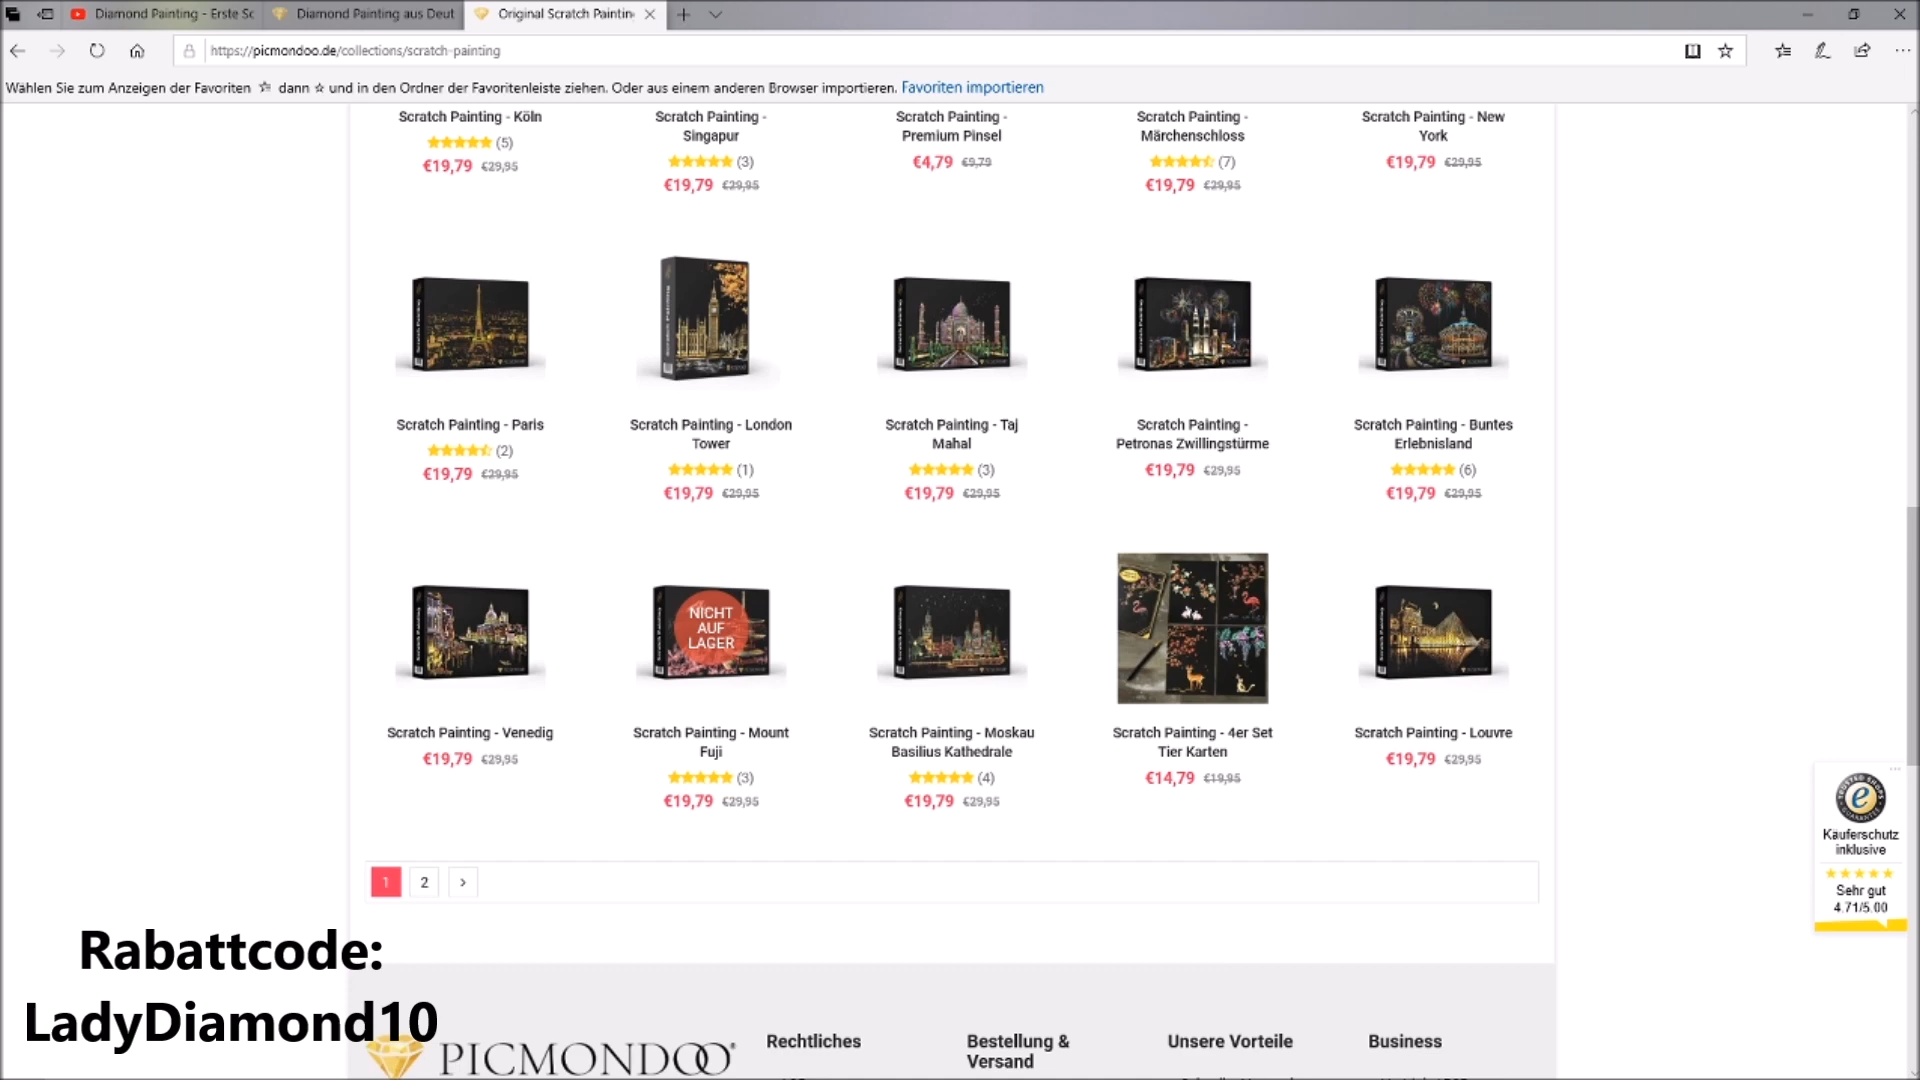 Diamond Painting - Erste Sc
Diamond Painting aus Deut
Original Scratch Paintin
https://picmondoo.de/collections/scratch-painting
Wählen Sie zum Anzeigen der Favoriten dann und in den Ordner der Favoritenleiste ziehen. Oder aus einem anderen Browser importieren. Favoriten importieren
Scratch Painting - Köln
(5)
€19,79 €29,95
Scratch Painting -
Singapur
(3)
€19,79 €29,95
Scratch Painting -
Premium Pinsel
€4,79 €9,79
Scratch Painting -
Märchenschloss
(7)
€19,79 €29,95
Scratch Painting - New
York
€19,79 €29,95
Scratch Painting - Paris
(2)
€19,79 €29,95
Scratch Painting - London
Tower
(1)
€19,79 €29,95
Scratch Painting - Taj
Mahal
(3)
€19,79 €29,95
Scratch Painting -
Petronas Zwillingstürme
€19,79 €29,95
Scratch Painting - Buntes
Erlebnisland
(6)
€19,79 €29,95
NICHT
AUF
LAGER
Scratch Painting - Venedig
€19,79 €29,95
Scratch Painting - Mount
Fuji
(3)
€19,79 €29,95
Scratch Painting - Moskau
Basilius Kathedrale
(4)
€19,79 €29,95
Scratch Painting - 4er Set
Tier Karten
€14,79 €19,95
Scratch Painting - Louvre
€19,79 €29,95
Käuferschutz
inklusive
Sehr gut
4.71/5.00
1 2 >
Rabattcode:
LadyDiamond10
PICMONDOO®
Rechtliches
Bestellung &
Versand
Unsere Vorteile
Business